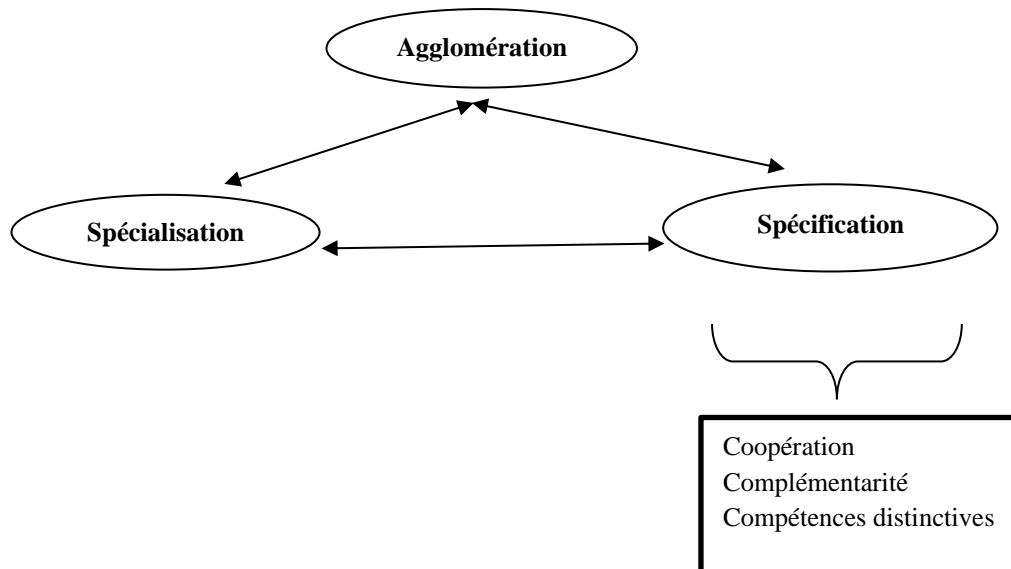 Agglomération
Spécialisation
Spécification
Coopération
Complémentarité
Compétences distinctives